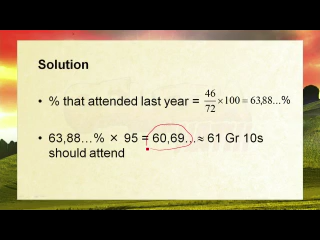 Solution
• % that attended last year = 46/72 ×100 = 63,88...%
• 63,88...% × 95 = 60,69... ≈ 61 Gr 10s
should attend